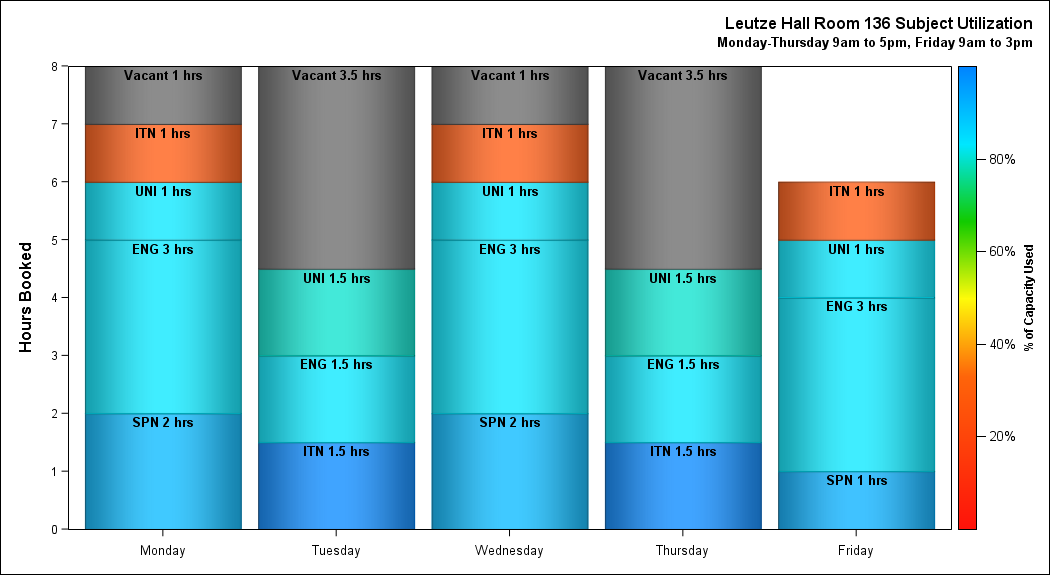 Leutze Hall Room 136 Subject Utilization
Monday-Thursday 9am to 5pm, Friday 9am to 3pm
Hours Booked
8
7
6
5
4
3
2
1
0
Vacant 1 hrs
ITN 1 hrs
UNI 1 hrs
ENG 3 hrs
SPN 2 hrs
Monday
Vacant 3.5 hrs
UNI 1.5 hrs
ENG 1.5 hrs
ITN 1.5 hrs
Tuesday
Vacant 1 hrs
ITN 1 hrs
UNI 1 hrs
ENG 3 hrs
SPN 2 hrs
Wednesday
Vacant 3.5 hrs
UNI 1.5 hrs
ENG 1.5 hrs
ITN 1.5 hrs
Thursday
ITN 1 hrs
UNI 1 hrs
ENG 3 hrs
SPN 1 hrs
Friday
80%
60%
40%
20%
% of Capacity Used